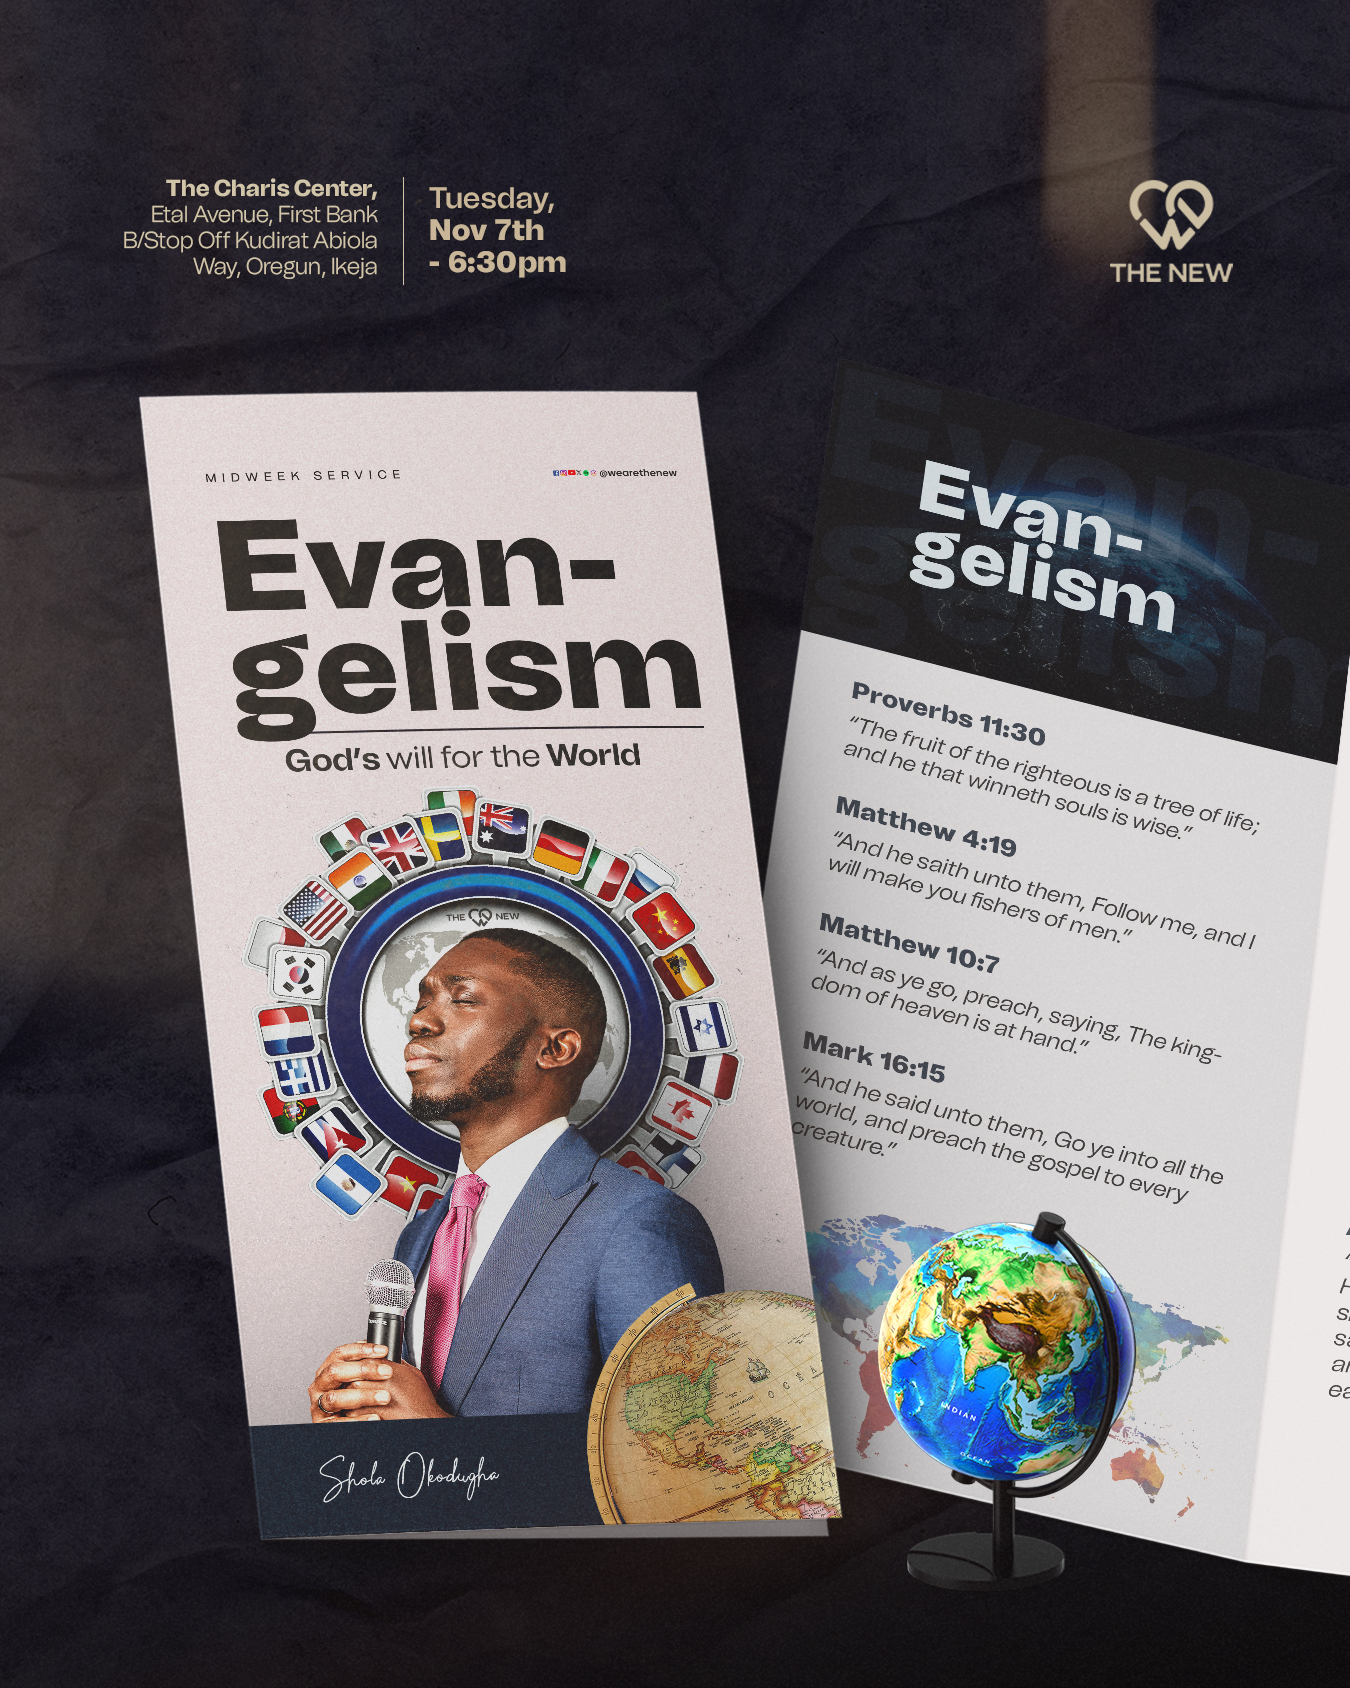 The Charis Center,
Etal Avenue, First Bank
B/Stop Off Kudirat Abiola
Way, Oregun, Ikeja
Tuesday,
Nov 7th
- 6:30pm
THE NEW
MIDWEEK SERVICE
@wearethenew
Evan-
gelism
God's will for the World
THE NEW
Shola Okodugha
Evan-
gelism
Evan-
gelism
Proverbs 11:30
“The fruit of the righteous is a tree of life;
and he that winneth souls is wise.”
Matthew 4:19
“And he saith unto them, Follow me, and I
will make you fishers of men.”
Matthew 10:7
“And as ye go, preach, saying, The king-
dom of heaven is at hand.”
Mark 16:15
“And he said unto them, Go ye into all the
world, and preach the gospel to every
creature.”
INDIAN
OCEAN
OCEA